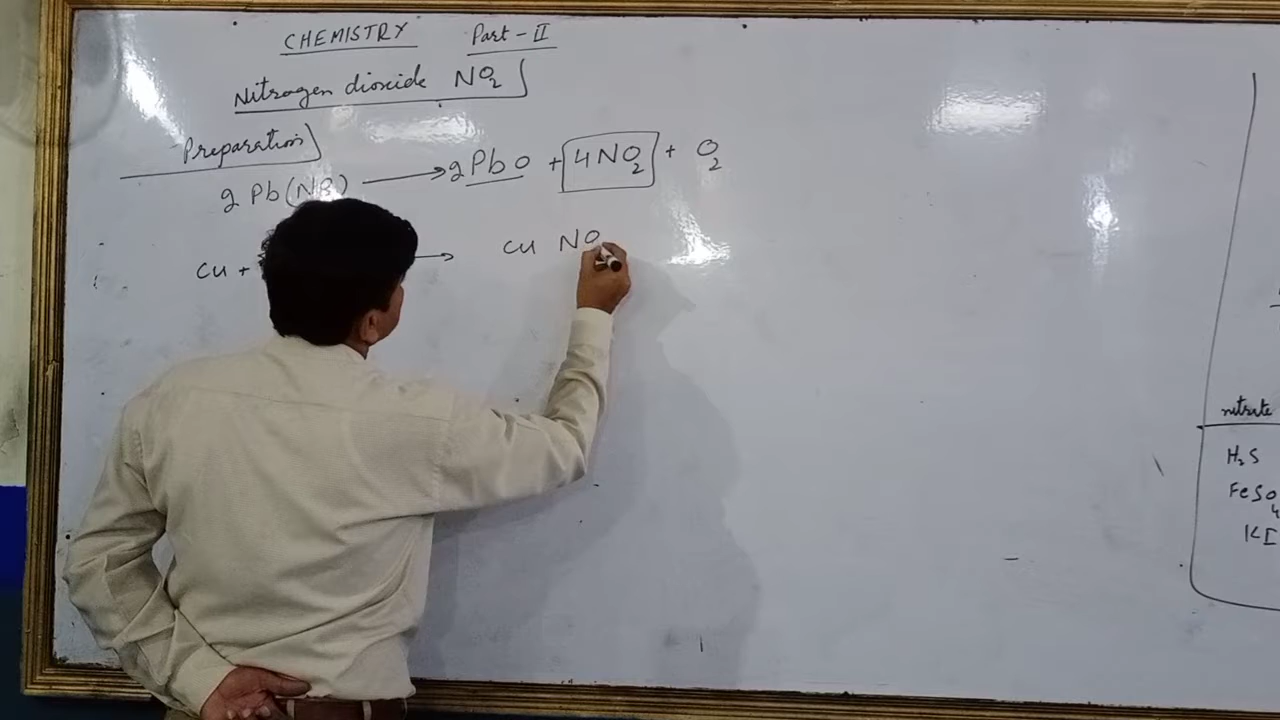 CHEMISTRY Part-II
Nitrogen dioxide NO2
Preparation
2 Pb(NO3) → 2PbO + 4NO2 + O2
Cu + → Cu NO
nitrate
H2S
FeSO4
KI